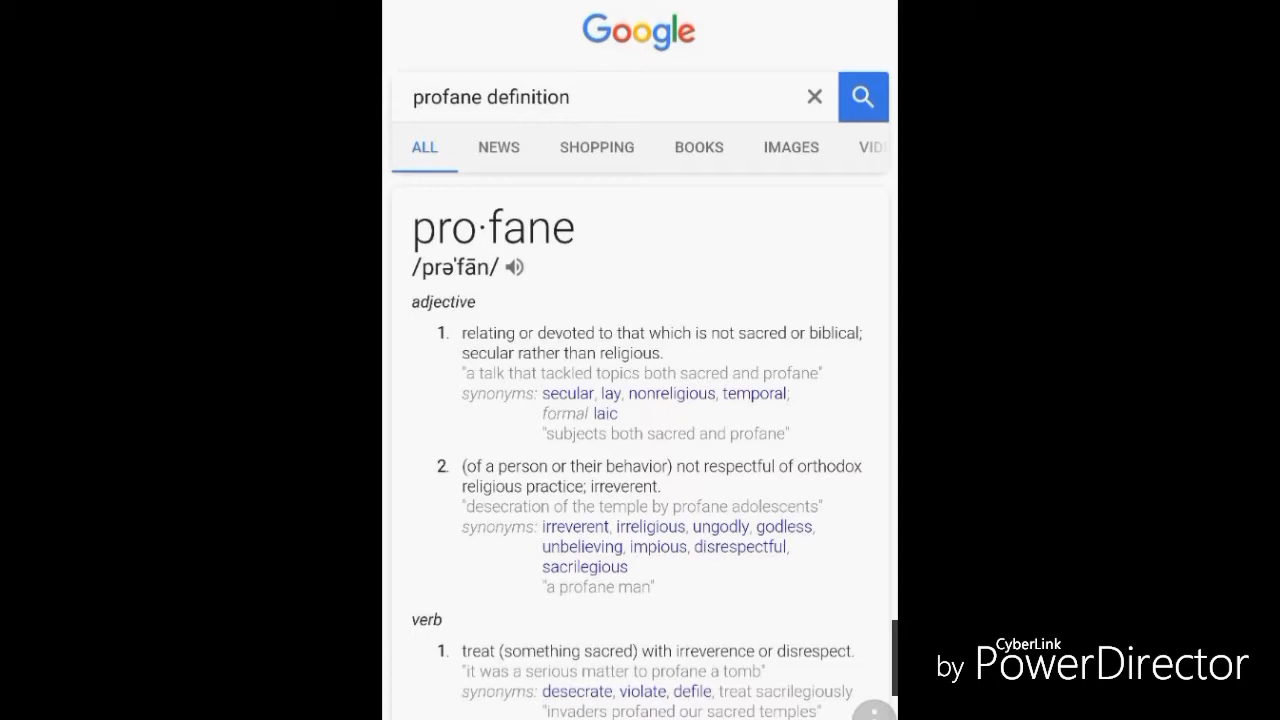 Google
profane definition
ALL NEWS SHOPPING BOOKS IMAGES
pro·fane
/prəˈfān/
adjective
1. relating or devoted to that which is not sacred or biblical;
secular rather than religious.
"a talk that tackled topics both sacred and profane"
synonyms: secular, lay, nonreligious, temporal;
formal laic
"subjects both sacred and profane"
2. (of a person or their behavior) not respectful of orthodox
religious practice; irreverent.
"desecration of the temple by profane adolescents"
synonyms: irreverent, irreligious, ungodly, godless,
unbelieving, impious, disrespectful,
sacrilegious
"a profane man"
verb
1. treat (something sacred) with irreverence or disrespect.
"it was a serious matter to profane a tomb"
synonyms: desecrate, violate, defile, treat sacrilegiously
"invaders profaned our sacred temples"
CyberLink
by PowerDirector